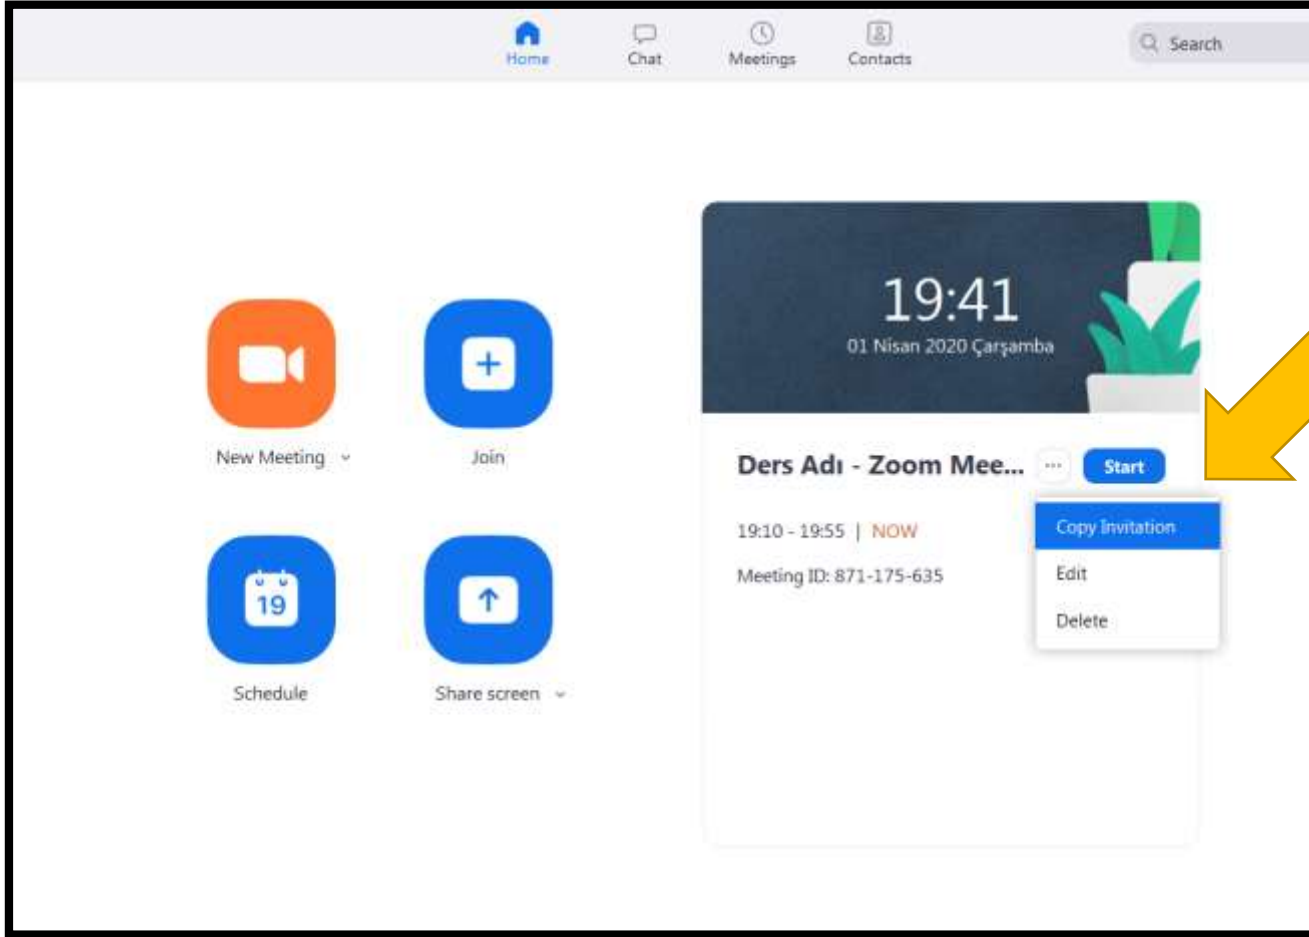 Home
Chat
Meetings
Contacts
Search
19:41
01 Nisan 2020 Çarşamba
New Meeting
Join
Ders Adı - Zoom Mee...
Start
19:10 - 19:55 | NOW
Copy Invitation
Meeting ID: 871-175-635
Edit
Delete
19
Schedule
Share screen